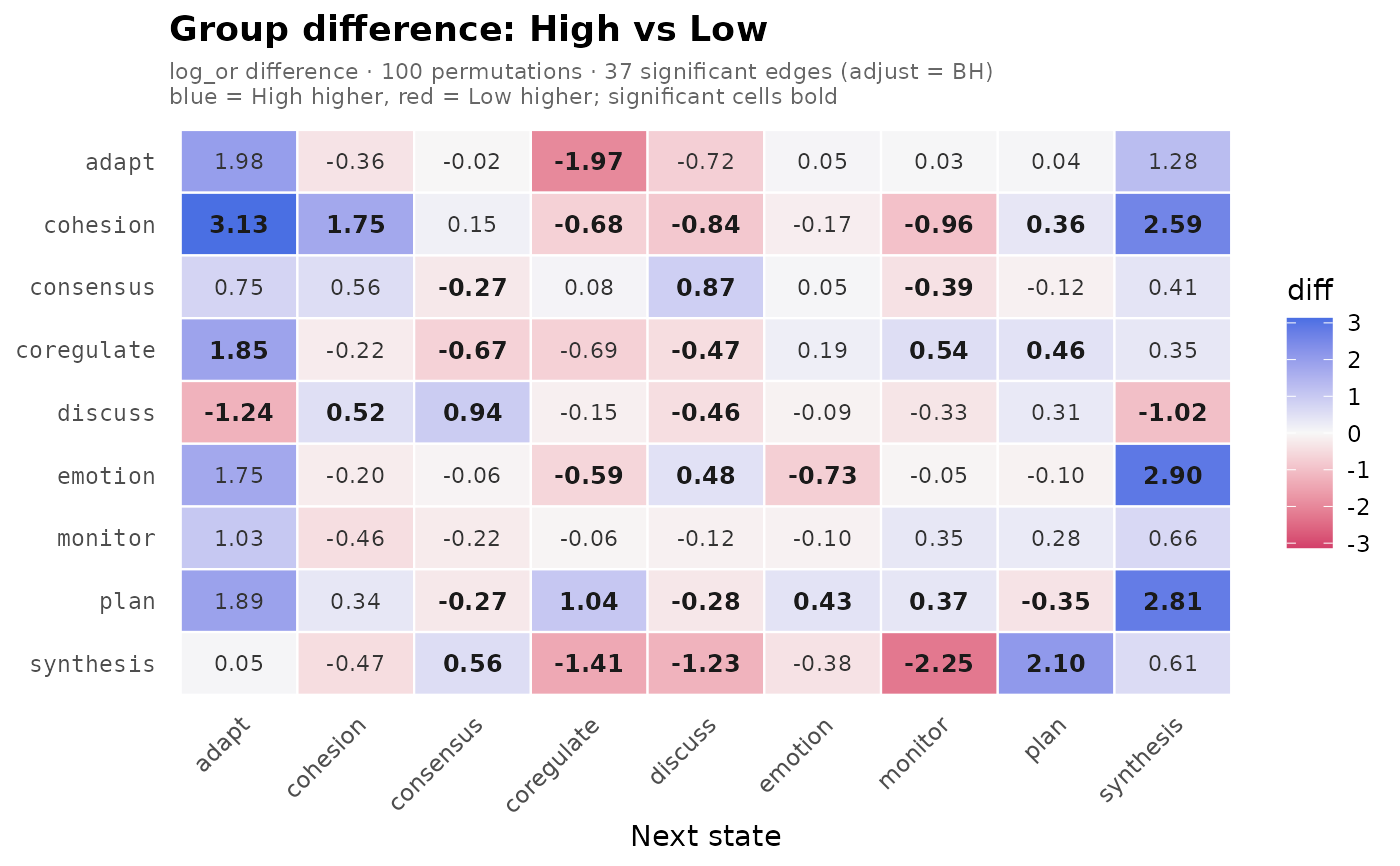 Group difference: High vs Low
log_or difference · 100 permutations · 37 significant edges (adjust = BH)
blue = High higher, red = Low higher; significant cells bold
adapt 1.98 -0.36 -0.02 -1.97 -0.72 0.05 0.03 0.04 1.28
cohesion 3.13 1.75 0.15 -0.68 -0.84 -0.17 -0.96 0.36 2.59
consensus 0.75 0.56 -0.27 0.08 0.87 0.05 -0.39 -0.12 0.41
coregulate 1.85 -0.22 -0.67 -0.69 -0.47 0.19 0.54 0.46 0.35
discuss -1.24 0.52 0.94 -0.15 -0.46 -0.09 -0.33 0.31 -1.02
emotion 1.75 -0.20 -0.06 -0.59 0.48 -0.73 -0.05 -0.10 2.90
monitor 1.03 -0.46 -0.22 -0.06 -0.12 -0.10 0.35 0.28 0.66
plan 1.89 0.34 -0.27 1.04 -0.28 0.43 0.37 -0.35 2.81
synthesis 0.05 -0.47 0.56 -1.41 -1.23 -0.38 -2.25 2.10 0.61
adapt cohesion consensus coregulate discuss emotion monitor plan synthesis
Next state
diff
3
2
1
0
-1
-2
-3